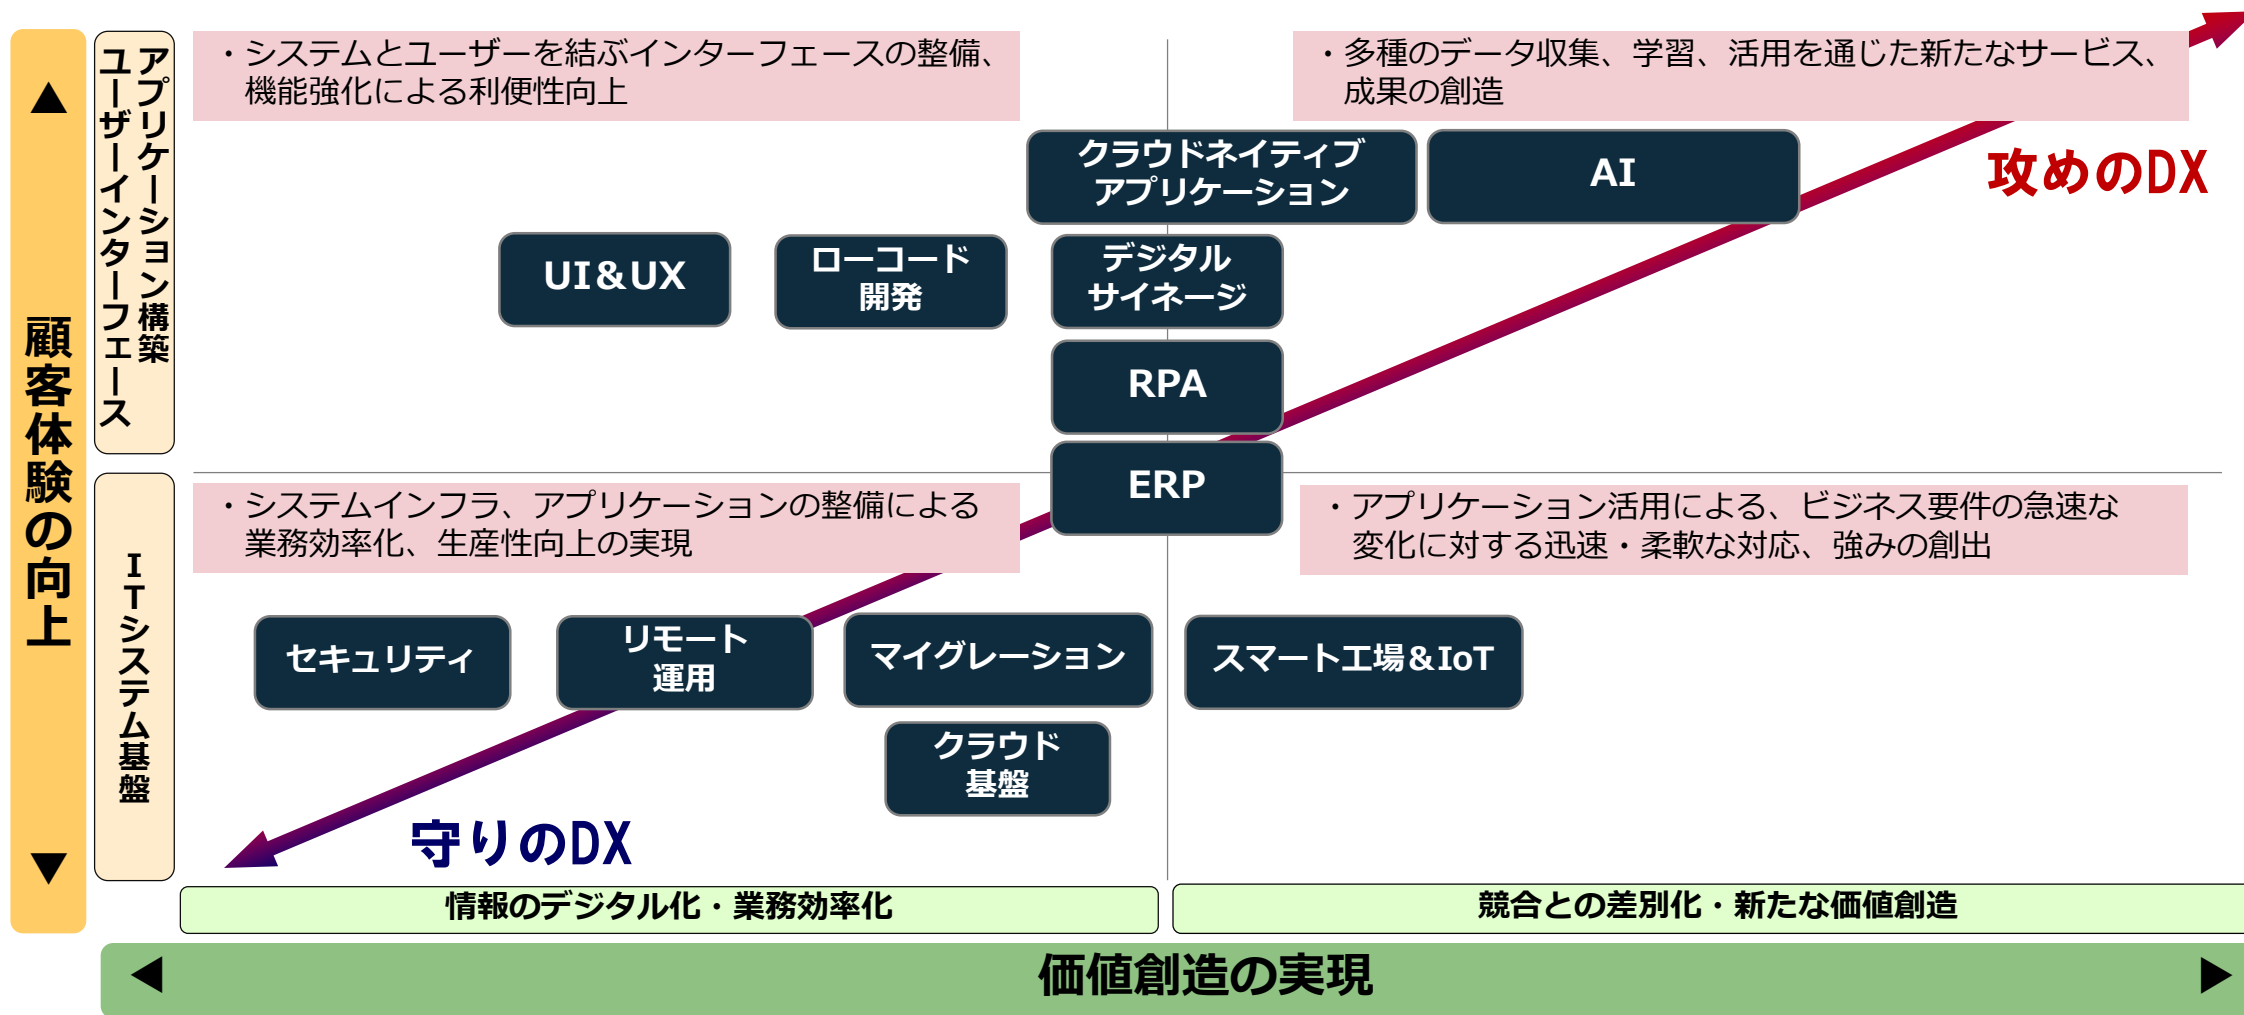 ▲
顧客体験の向上
▼
アプリケーション構築
ユーザーインターフェース
ITシステム基盤
・システムとユーザーを結ぶインターフェースの整備、
機能強化による利便性向上
・多種のデータ収集、学習、活用を通じた新たなサービス、
成果の創造
攻めのDX
クラウドネイティブ
アプリケーション
AI
UI&UX
ローコード
開発
デジタル
サイネージ
RPA
ERP
・システムインフラ、アプリケーションの整備による
業務効率化、生産性向上の実現
・アプリケーション活用による、ビジネス要件の急速な
変化に対する迅速・柔軟な対応、強みの創出
セキュリティ
リモート
運用
マイグレーション
スマート工場&IoT
クラウド
基盤
守りのDX
情報のデジタル化・業務効率化
競合との差別化・新たな価値創造
◀ 価値創造の実現 ▶